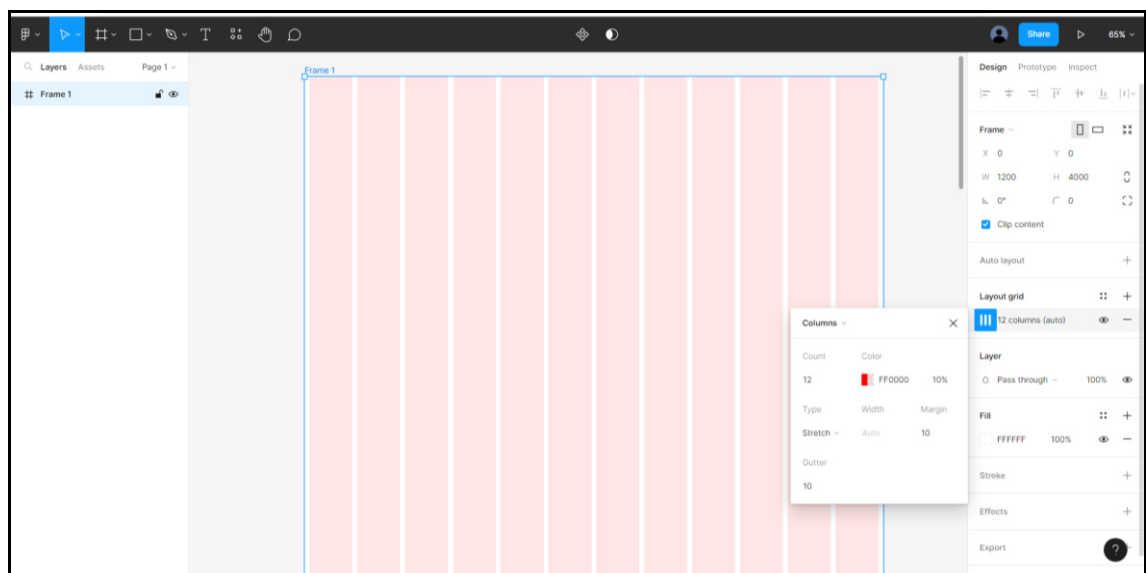 Share
65%
Layers Assets Page 1
Frame 1
Frame 1
Design Prototype Inspect
Frame
X 0 Y 0
W 1200 H 4000
0° 0
Clip content
Auto layout
Layout grid
12 columns (auto)
Layer
Pass through 100%
Fill
FFFFFF 100%
Stroke
Effects
Export
?
Columns
Count Color
12 FF0000 10%
Type Width Margin
Stretch Auto 10
Gutter
10